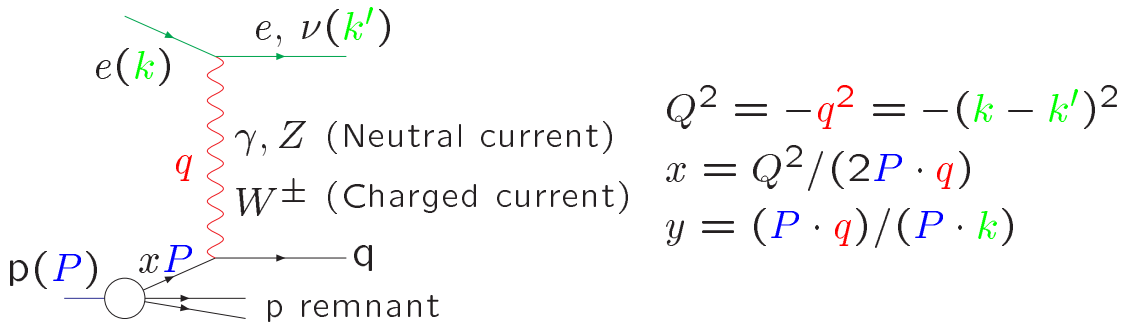 e, ν(k′)
e(k)
γ, Z (Neutral current)
q
W± (Charged current)
p(P)
xP
q
p remnant
Q² = −q² = −(k − k′)²
x = Q²/(2P · q)
y = (P · q)/(P · k)